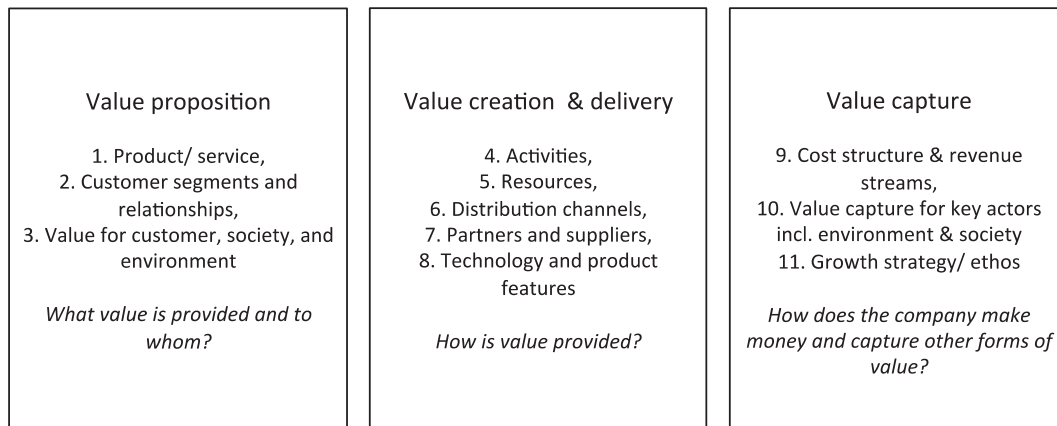 Value proposition
1. Product/ service,
2. Customer segments and
relationships,
3. Value for customer, society, and
environment
What value is provided and to
whom?
Value creation & delivery
4. Activities,
5. Resources,
6. Distribution channels,
7. Partners and suppliers,
8. Technology and product
features
How is value provided?
Value capture
9. Cost structure & revenue
streams,
10. Value capture for key actors
incl. environment & society
11. Growth strategy/ ethos
How does the company make
money and capture other forms of
value?